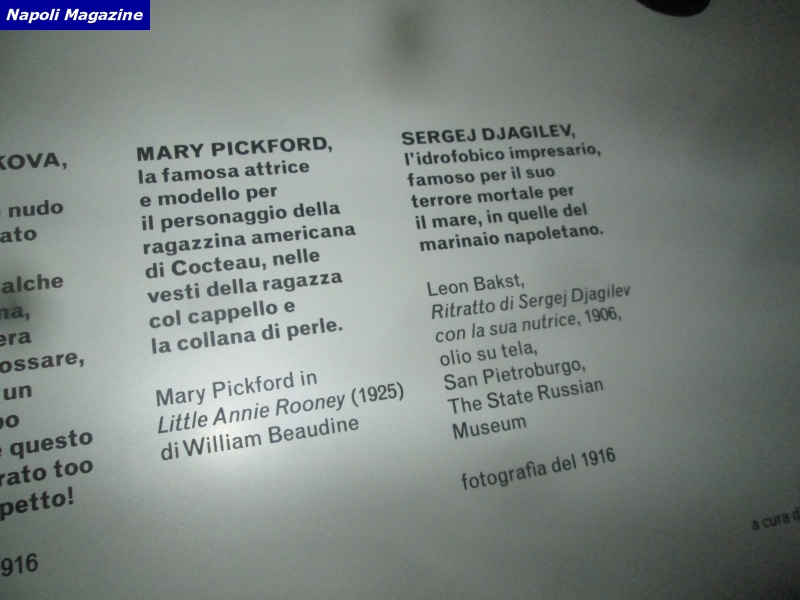 Napoli Magazine
KOVA,
nudo
ato
alche
na,
era
ossare,
un
po
e questo
rato too
petto!
916
MARY PICKFORD,
la famosa attrice
e modello per
il personaggio della
ragazzina americana
di Cocteau, nelle
vesti della ragazza
col cappello e
la collana di perle.
Mary Pickford in
Little Annie Rooney (1925)
di William Beaudine
SERGEJ DJAGILEV,
l'idrofobico impresario,
famoso per il suo
terrore mortale per
il mare, in quelle del
marinaio napoletano.
Leon Bakst,
Ritratto di Sergej Djagilev
con la sua nutrice, 1906,
olio su tela,
San Pietroburgo,
The State Russian
Museum
fotografia del 1916
a cura d